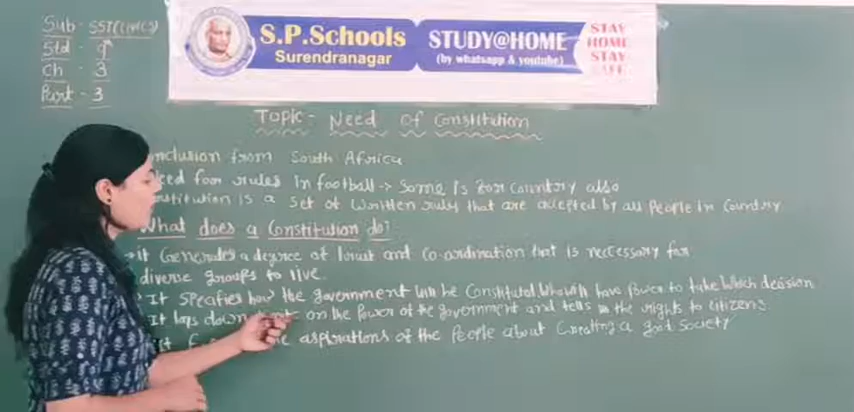 Sub - SST (CIVICS)
Std - 9
Ch - 3
Part - 3
S.P.Schools
Surendranagar
STUDY@HOME
(by whatsapp & youtube)
STAY
HOME
STAY
SAFE
Topic - Need Of Constitution
Conclusion from South Africa
Need for rules in football -> Same is for Country also
Constitution is a set of Written rules that are accepted by all People in Country
What does a Constitution do?
It Generates a degree of trust and co-ordination that is necessary for
diverse groups to live.
It specifies how the government will be Constituted. Who will have power to take which decision
It lays down on the Power of the government and tells the rights to citizens
aspirations of the People about Creating a good Society